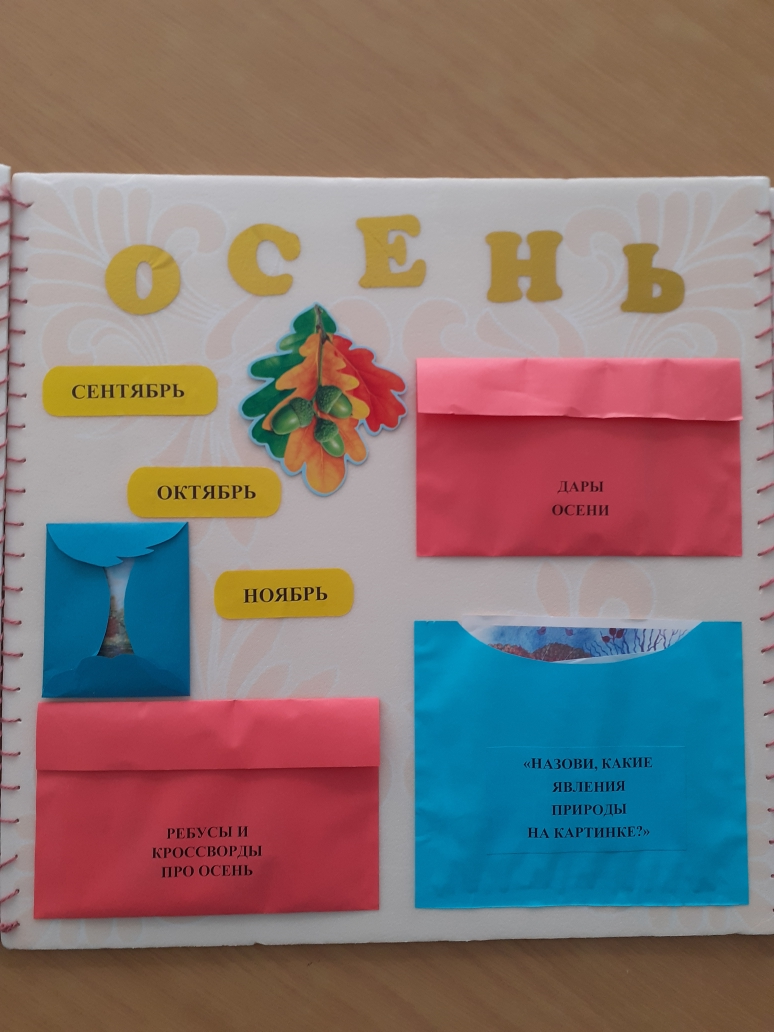 ОСЕНЬ
СЕНТЯБРЬ
ОКТЯБРЬ
НОЯБРЬ
ДАРЫ
ОСЕНИ
РЕБУСЫ И
КРОССВОРДЫ
ПРО ОСЕНЬ
«НАЗОВИ, КАКИЕ
ЯВЛЕНИЯ
ПРИРОДЫ
НА КАРТИНКЕ?»